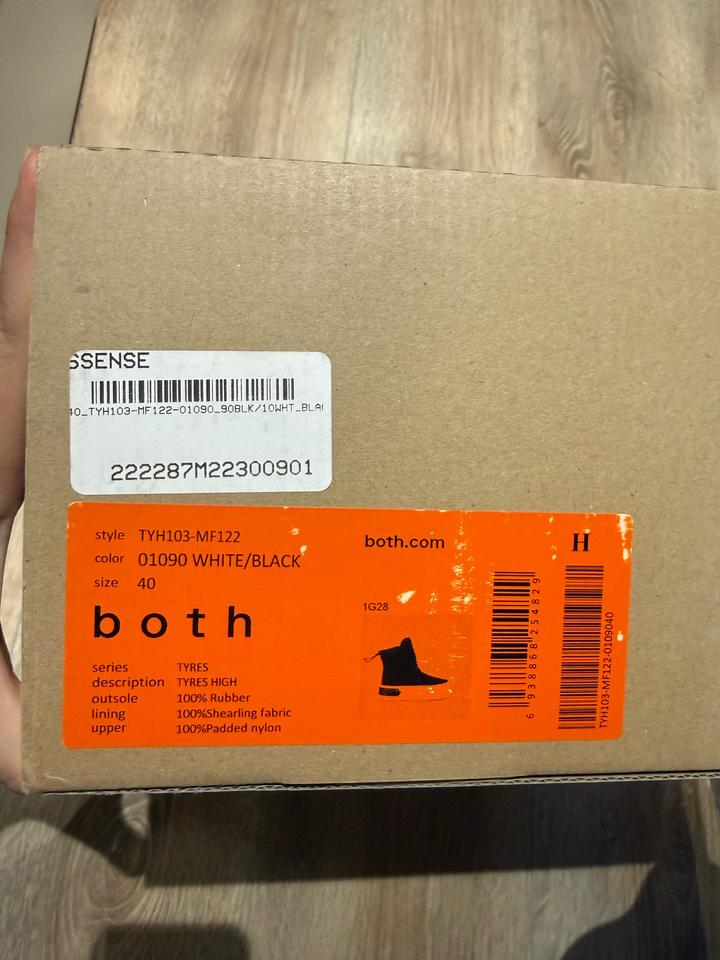 SSENSE
40_TYH103-MF122-01090_90BLK/10WHT_BLA
222287M22300901
style TYH103-MF122
color 01090 WHITE/BLACK
size 40
both
series TYRES
description TYRES HIGH
outsole 100% Rubber
lining 100%Shearling fabric
upper 100%Padded nylon
both.com
1G28
H
6 938868 254829
TYH103-MF122-0109040